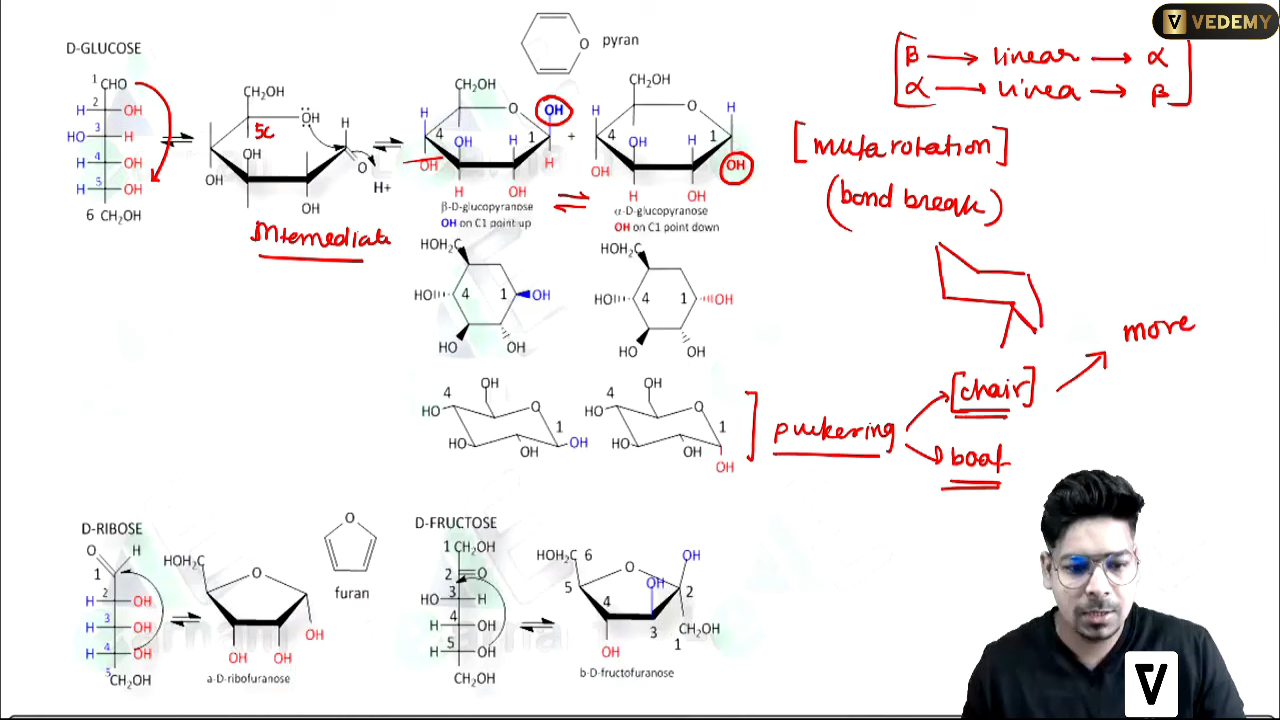 VEDEMY
D-GLUCOSE
1
CHO
2
H OH
3
HO H
4
H OH
5
H OH
6 CH₂OH
CH₂OH
OH
5c
H
OH
OH
OH
O
H+
Intemediate
pyran
O
CH₂OH
O
OH
H
4
OH
H
1
OH
H
H
OH
β-D-glucopyranose
OH on C1 point up
+
CH₂OH
O
H
H
4
OH
H
1
OH
OH
H
OH
α-D-glucopyranose
OH on C1 point down
β → linear → α
α → linea → β
[mutarotation]
(bond break)
OHH₂C
HO
4
1
OH
HO
OH
OHH₂C
HO
4
1
OH
HO
OH
OH
4
HO
O
1
HO
OH
OH
OH
4
HO
O
1
HO
OH
OH
puckering
[chair]
more
boat
D-RIBOSE
O
H
1
2
H OH
3
H OH
4
H OH
5
CH₂OH
HOH₂C
O
OH
OH
OH
a-D-ribofuranose
O
furan
D-FRUCTOSE
1
CH₂OH
2
O
3
HO H
4
H OH
5
H OH
CH₂OH
HOH₂C
6
O
OH
5
OH
2
4
3
CH₂OH
1
OH
b-D-fructofuranose